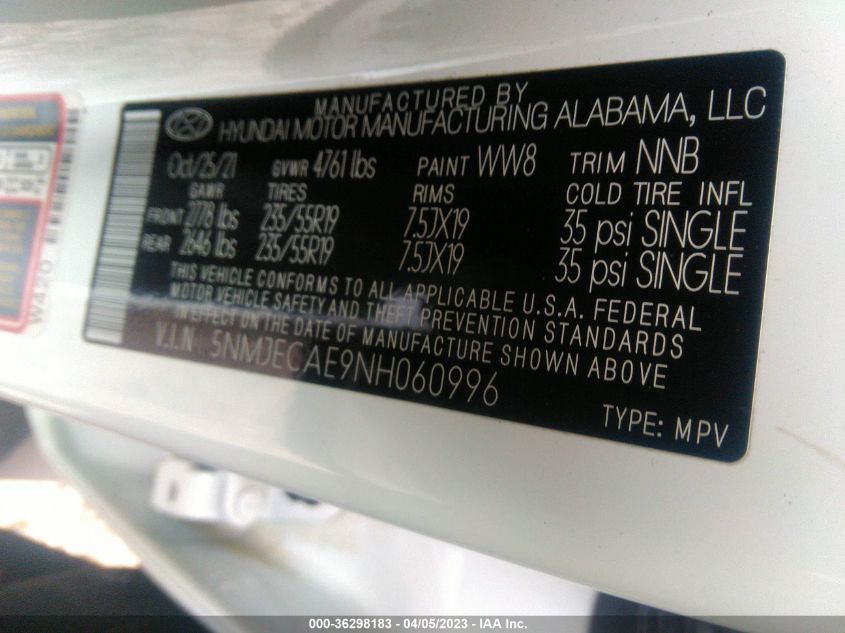 MANUFACTURED BY
HYUNDAI MOTOR MANUFACTURING ALABAMA, LLC
Oct/25/21 GVWR 4761 lbs PAINT WW8 TRIM NNB
GAWR TIRES RIMS COLD TIRE INFL
FRONT 2778 lbs 235/55R19 7.5JX19 35 psi SINGLE
REAR 2646 lbs 235/55R19 7.5JX19 35 psi SINGLE
THIS VEHICLE CONFORMS TO ALL APPLICABLE U.S.A. FEDERAL
MOTOR VEHICLE SAFETY AND THEFT PREVENTION STANDARDS
IN EFFECT ON THE DATE OF MANUFACTURE SHOWN ABOVE
V.I.N 5NMJECAE9NH060996
TYPE: MPV
W420
000-36298183 - 04/05/2023 - IAA Inc.